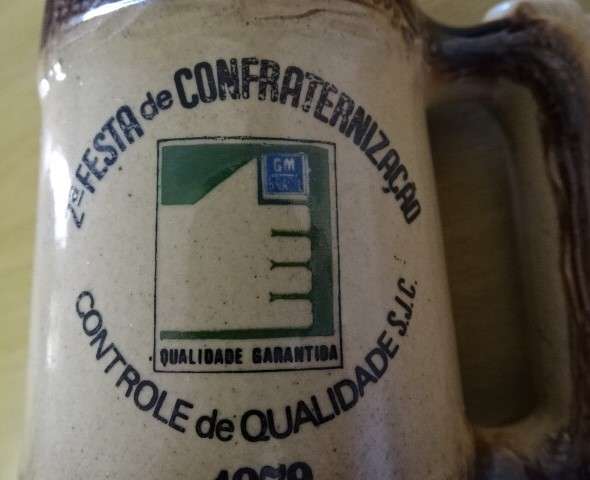 2ª FESTA de CONFRATERNIZAÇÃO
GM
QUALIDADE GARANTIDA
CONTROLE de QUALIDADE S.J.C.